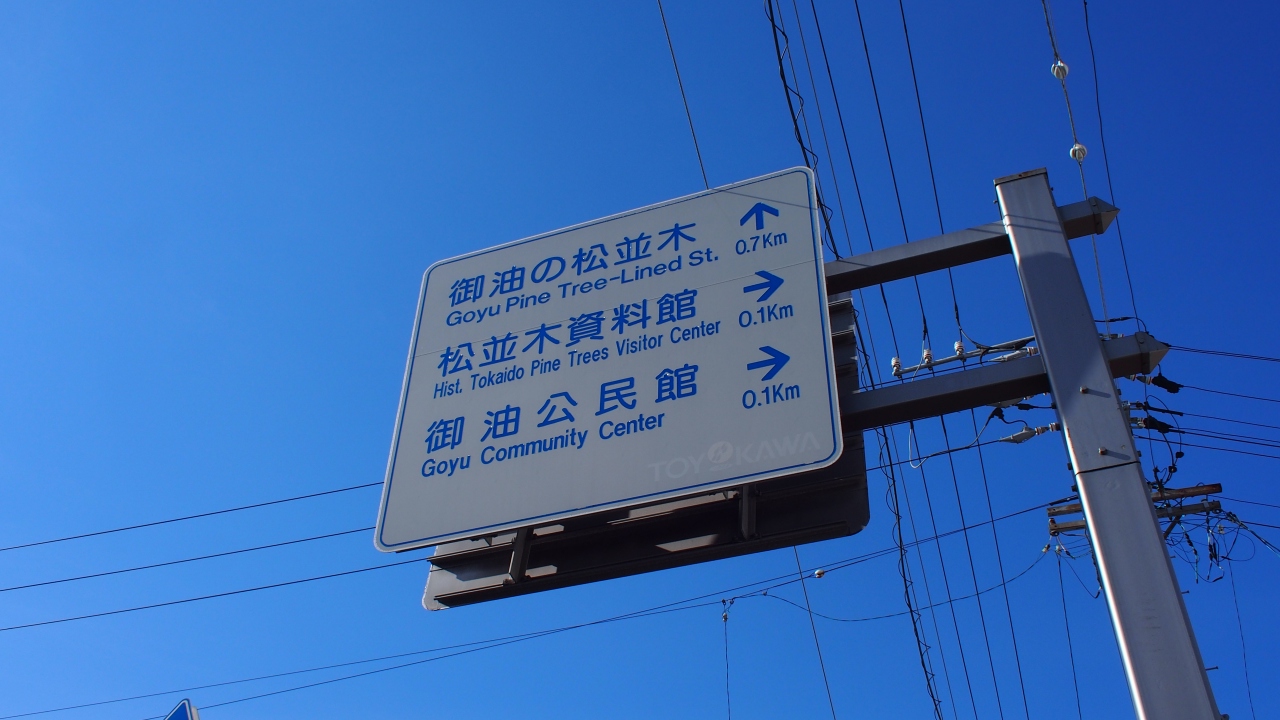 御油の松並木
Goyu Pine Tree-Lined St.
0.7Km
松並木資料館
Hist. Tokaido Pine Trees Visitor Center
0.1Km
御油公民館
Goyu Community Center
0.1Km
TOYOKAWA